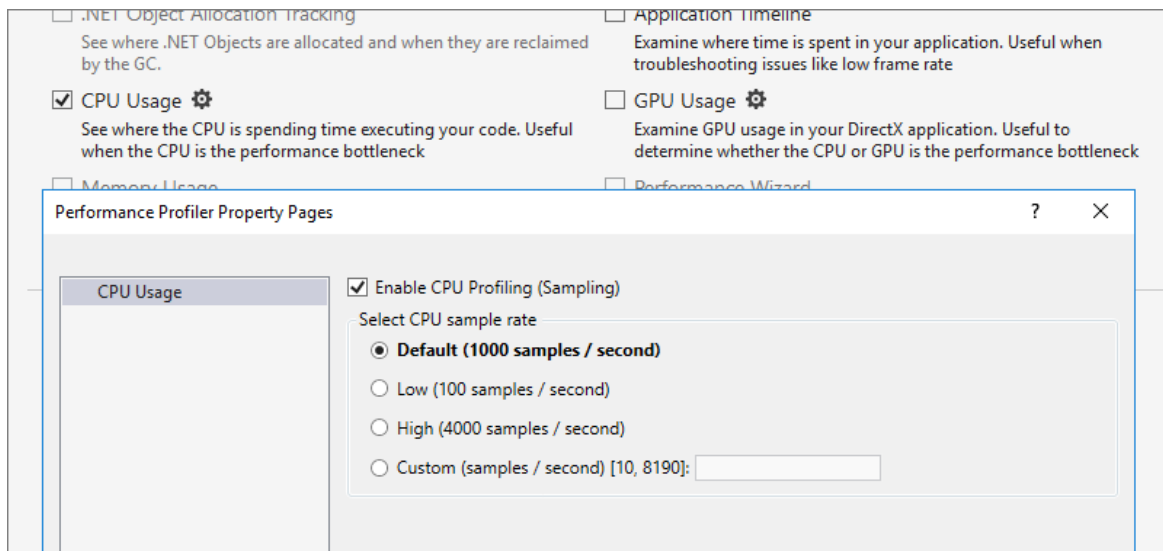 .NET Object Allocation Tracking
See where .NET Objects are allocated and when they are reclaimed
by the GC.
Application Timeline
Examine where time is spent in your application. Useful when
troubleshooting issues like low frame rate
CPU Usage
See where the CPU is spending time executing your code. Useful
when the CPU is the performance bottleneck
GPU Usage
Examine GPU usage in your DirectX application. Useful to
determine whether the CPU or GPU is the performance bottleneck
Memory Usage
Performance Wizard
Performance Profiler Property Pages
?
CPU Usage
Enable CPU Profiling (Sampling)
Select CPU sample rate
Default (1000 samples / second)
Low (100 samples / second)
High (4000 samples / second)
Custom (samples / second) [10, 8190]: